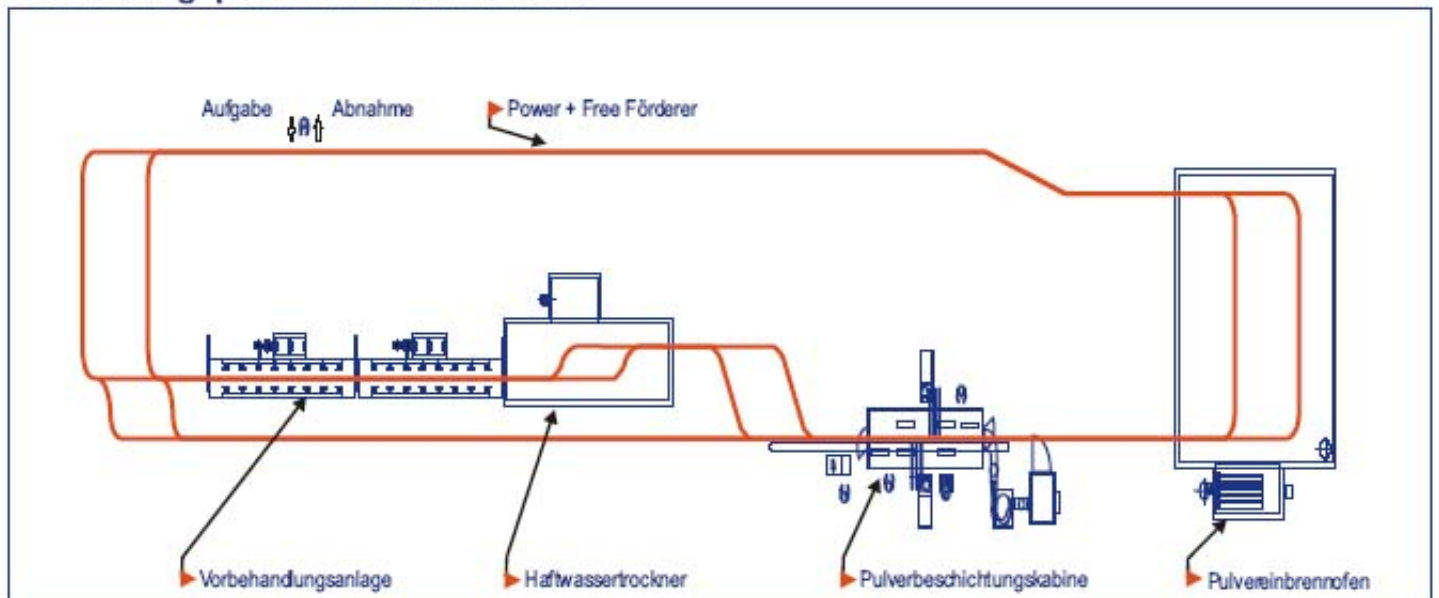 Aufgabe
Abnahme
Power + Free Förderer
Vorbehandlungsanlage
Haftwassertrockner
Pulverbeschichtungskabine
Pulvereinbrennofen